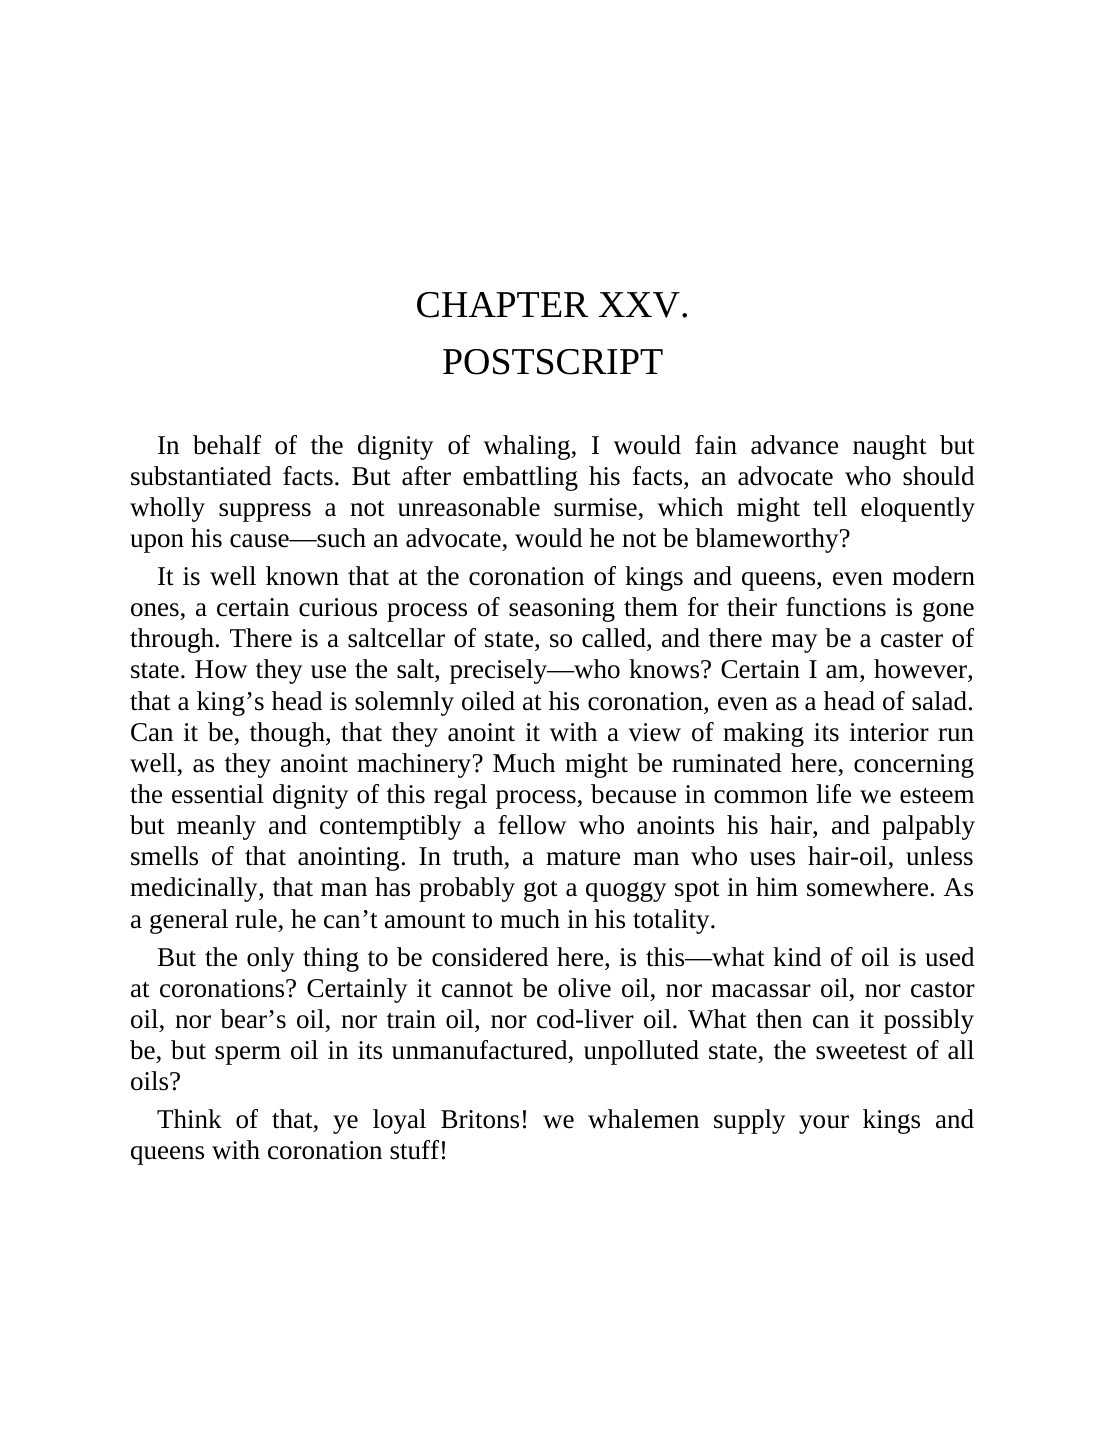 CHAPTER XXV.
POSTSCRIPT
In behalf of the dignity of whaling, I would fain advance naught but
substantiated facts. But after embattling his facts, an advocate who should
wholly suppress a not unreasonable surmise, which might tell eloquently
upon his cause—such an advocate, would he not be blameworthy?
It is well known that at the coronation of kings and queens, even modern
ones, a certain curious process of seasoning them for their functions is gone
through. There is a saltcellar of state, so called, and there may be a caster of
state. How they use the salt, precisely—who knows? Certain I am, however,
that a king’s head is solemnly oiled at his coronation, even as a head of salad.
Can it be, though, that they anoint it with a view of making its interior run
well, as they anoint machinery? Much might be ruminated here, concerning
the essential dignity of this regal process, because in common life we esteem
but meanly and contemptibly a fellow who anoints his hair, and palpably
smells of that anointing. In truth, a mature man who uses hair-oil, unless
medicinally, that man has probably got a quoggy spot in him somewhere. As
a general rule, he can’t amount to much in his totality.
But the only thing to be considered here, is this—what kind of oil is used
at coronations? Certainly it cannot be olive oil, nor macassar oil, nor castor
oil, nor bear’s oil, nor train oil, nor cod-liver oil. What then can it possibly
be, but sperm oil in its unmanufactured, unpolluted state, the sweetest of all
oils?
Think of that, ye loyal Britons! we whalemen supply your kings and
queens with coronation stuff!